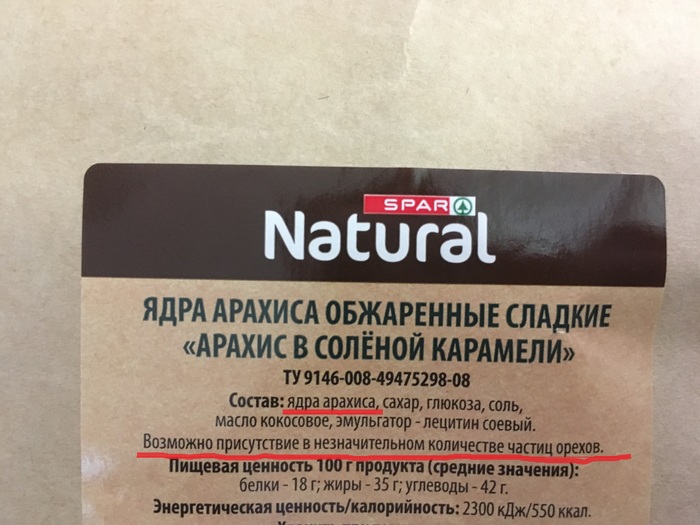 SPAR
Natural
ЯДРА АРАХИСА ОБЖАРЕННЫЕ СЛАДКИЕ
«АРАХИС В СОЛЁНОЙ КАРАМЕЛИ»
ТУ 9146-008-49475298-08
Состав: ядра арахиса, сахар, глюкоза, соль,
масло кокосовое, эмульгатор - лецитин соевый.
Возможно присутствие в незначительном количестве частиц орехов.
Пищевая ценность 100 г продукта (средние значения):
белки - 18 г; жиры - 35 г; углеводы - 42 г.
Энергетическая ценность/калорийность: 2300 кДж/550 ккал.